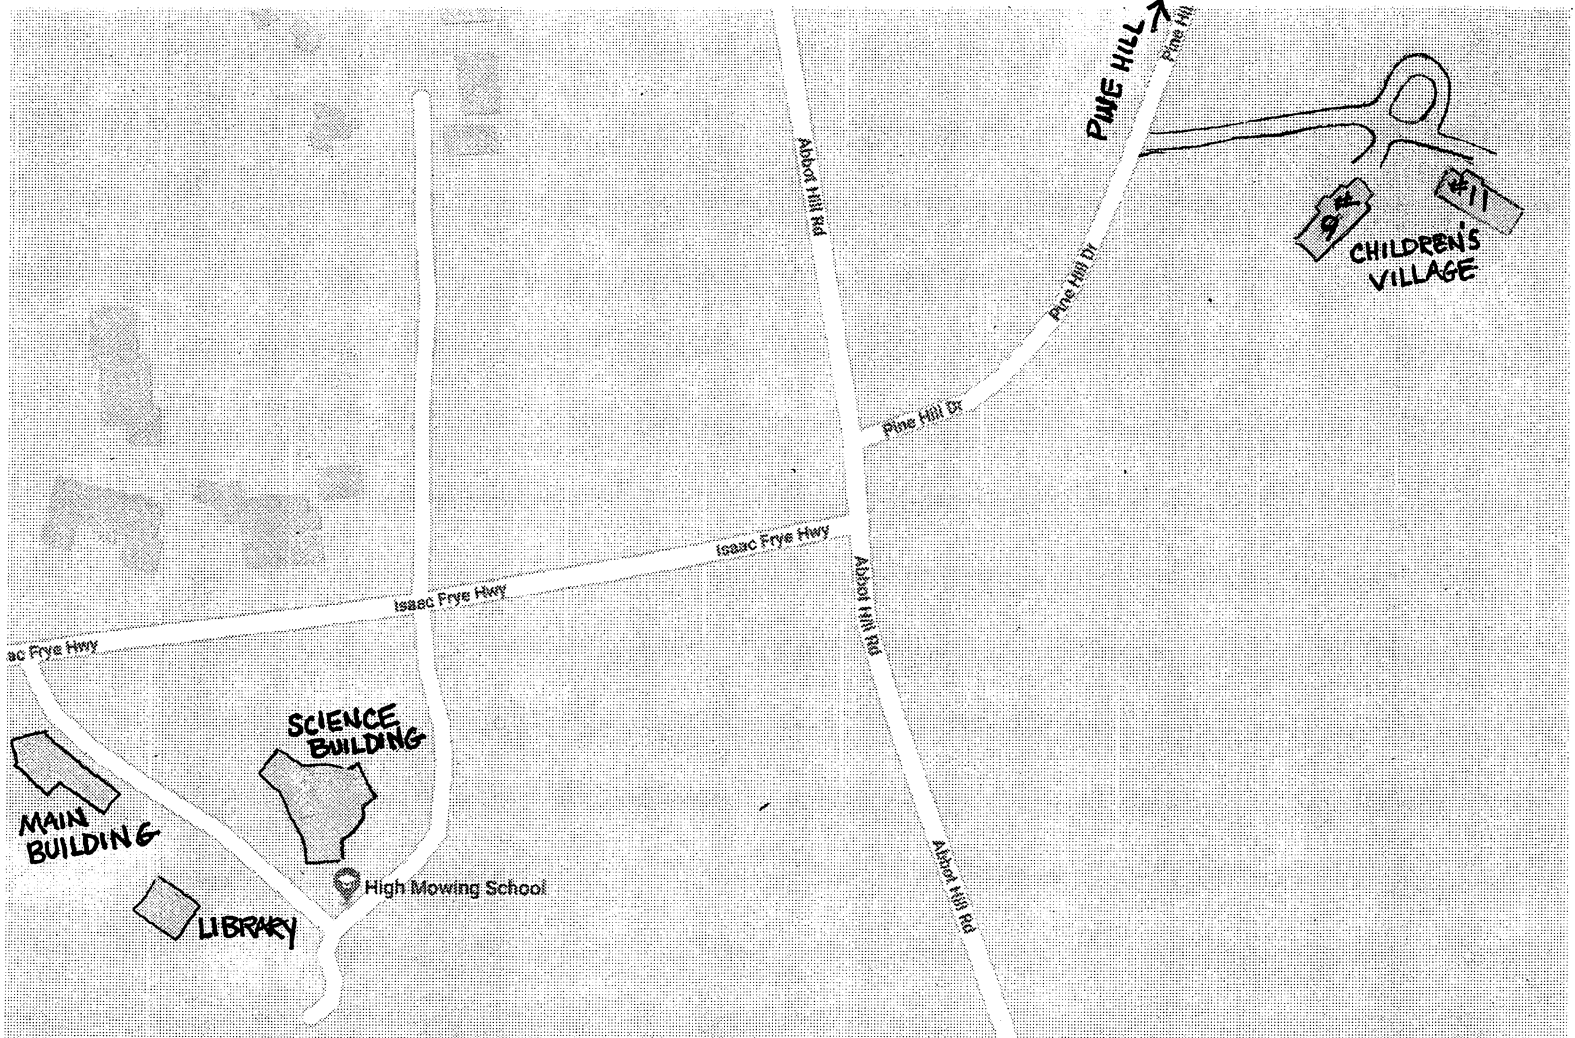 PINE HILL
Pine Hil
Abbot Hill Rd
#9
#11
CHILDREN'S
VILLAGE
Pine Hill Dr
Pine Hill Dr
Isaac Frye Hwy
Abbot Hill Rd
Isaac Frye Hwy
ac Frye Hwy
SCIENCE
BUILDING
MAIN
BUILDING
High Mowing School
LIBRARY
Abbot Hill Rd